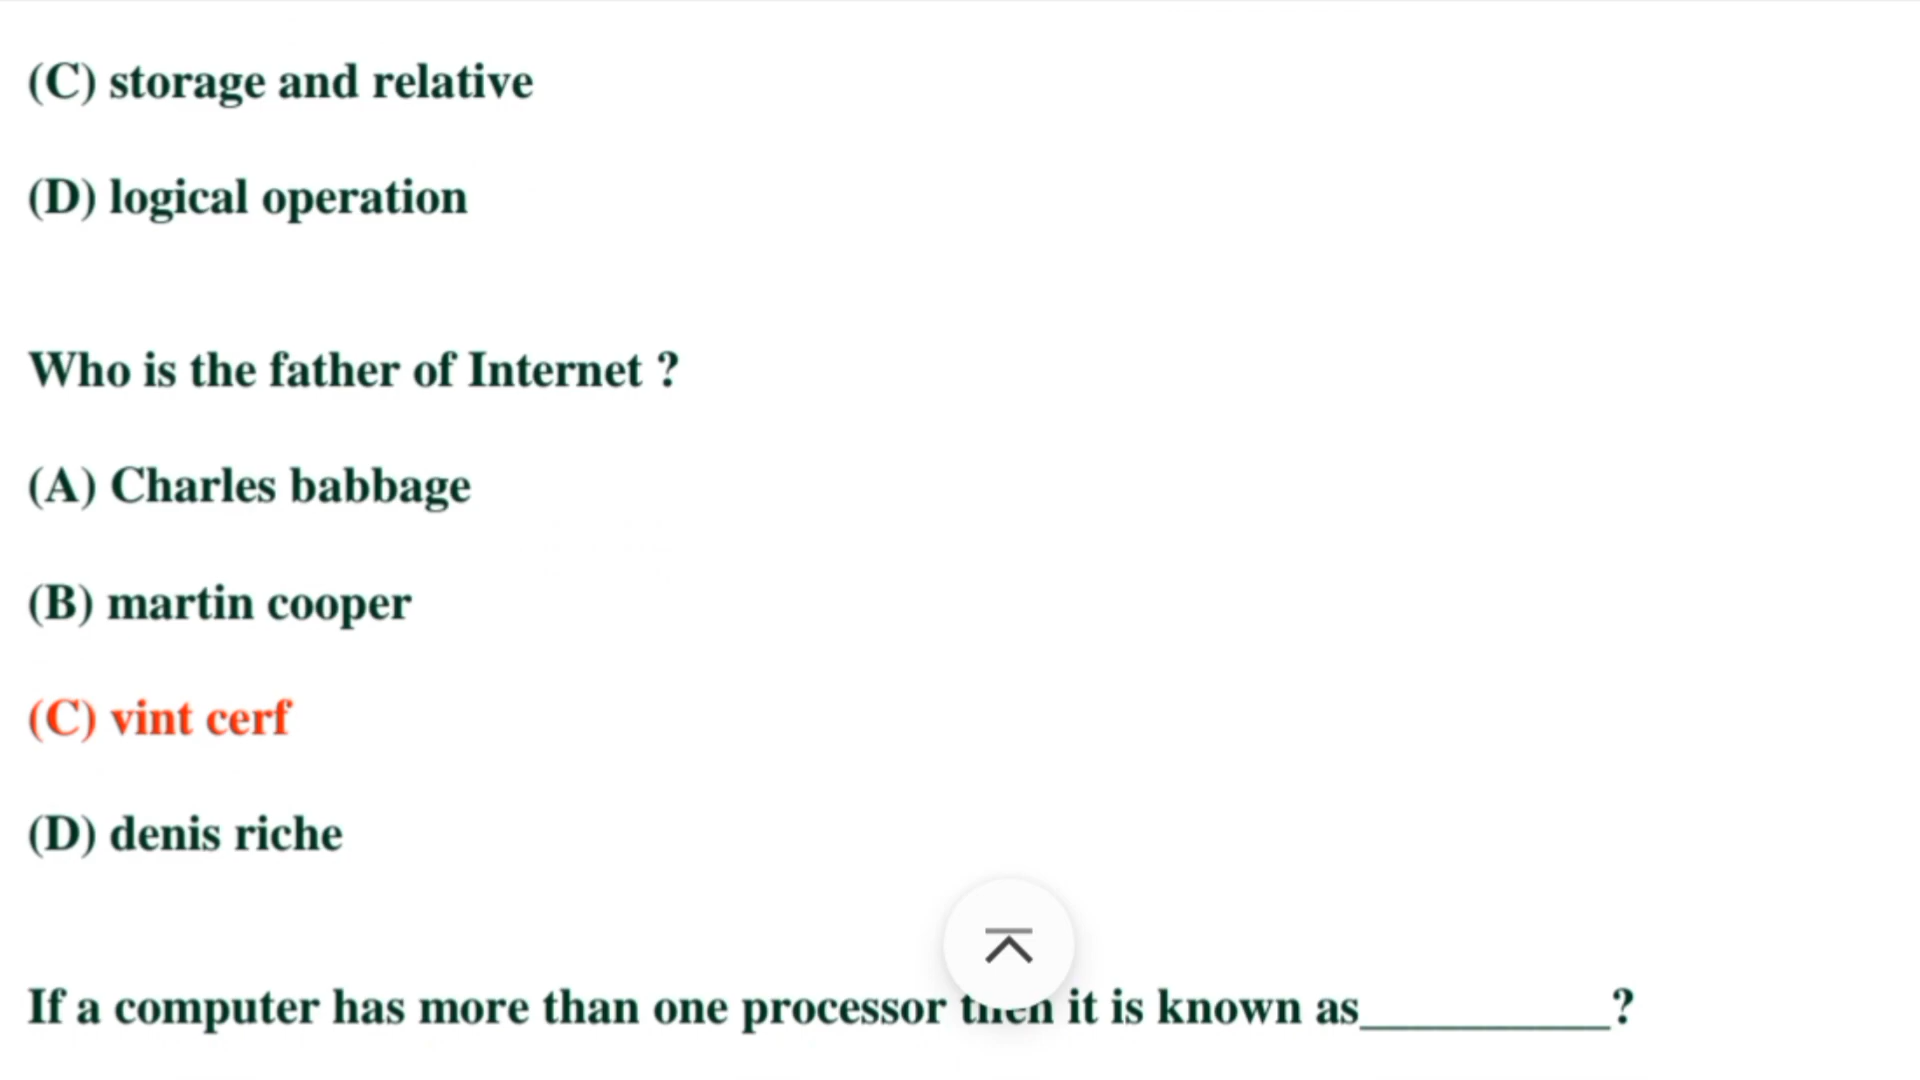 (C) storage and relative
(D) logical operation
Who is the father of Internet ?
(A) Charles babbage
(B) martin cooper
(C) vint cerf
(D) denis riche
If a computer has more than one processor then it is known as__________?